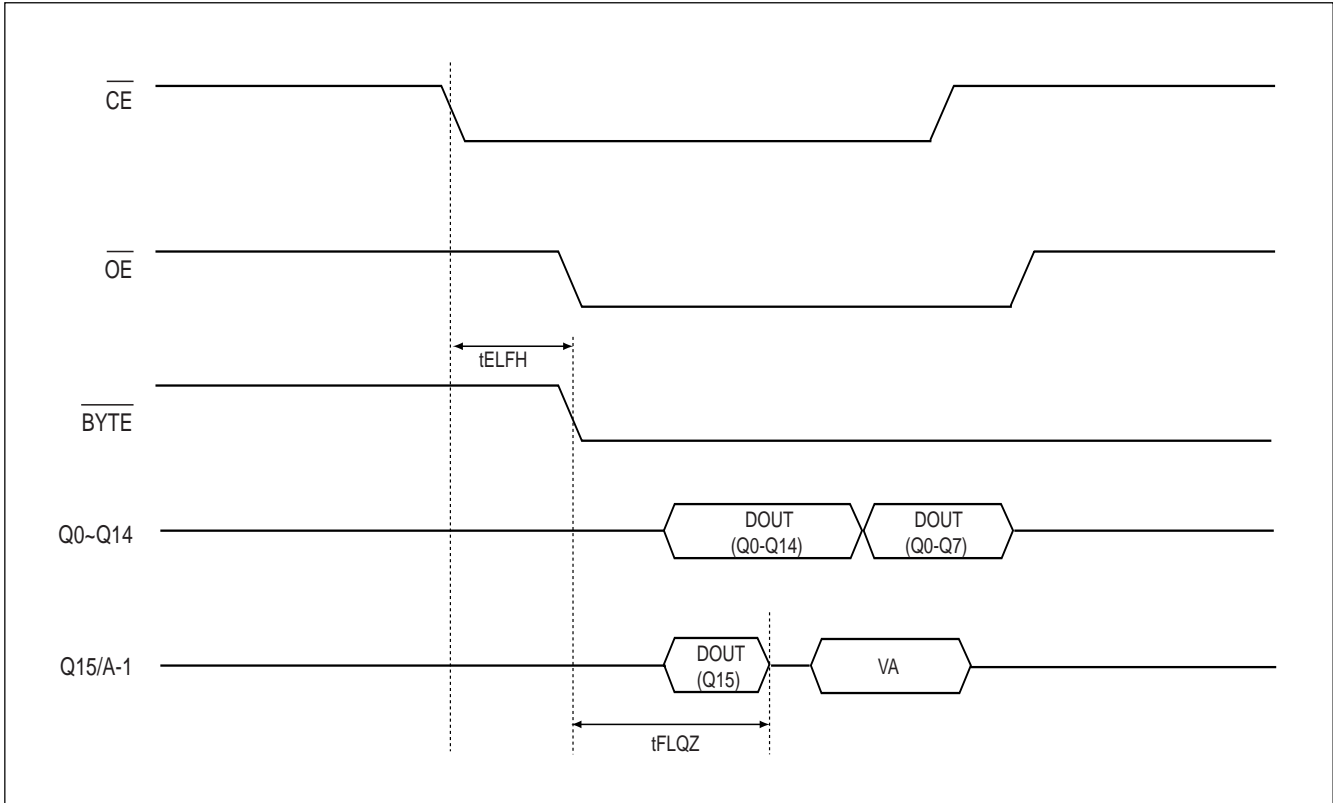 CE
OE
tELFH
BYTE
Q0~Q14
DOUT
(Q0-Q14)
DOUT
(Q0-Q7)
Q15/A-1
DOUT
(Q15)
VA
tFLQZ